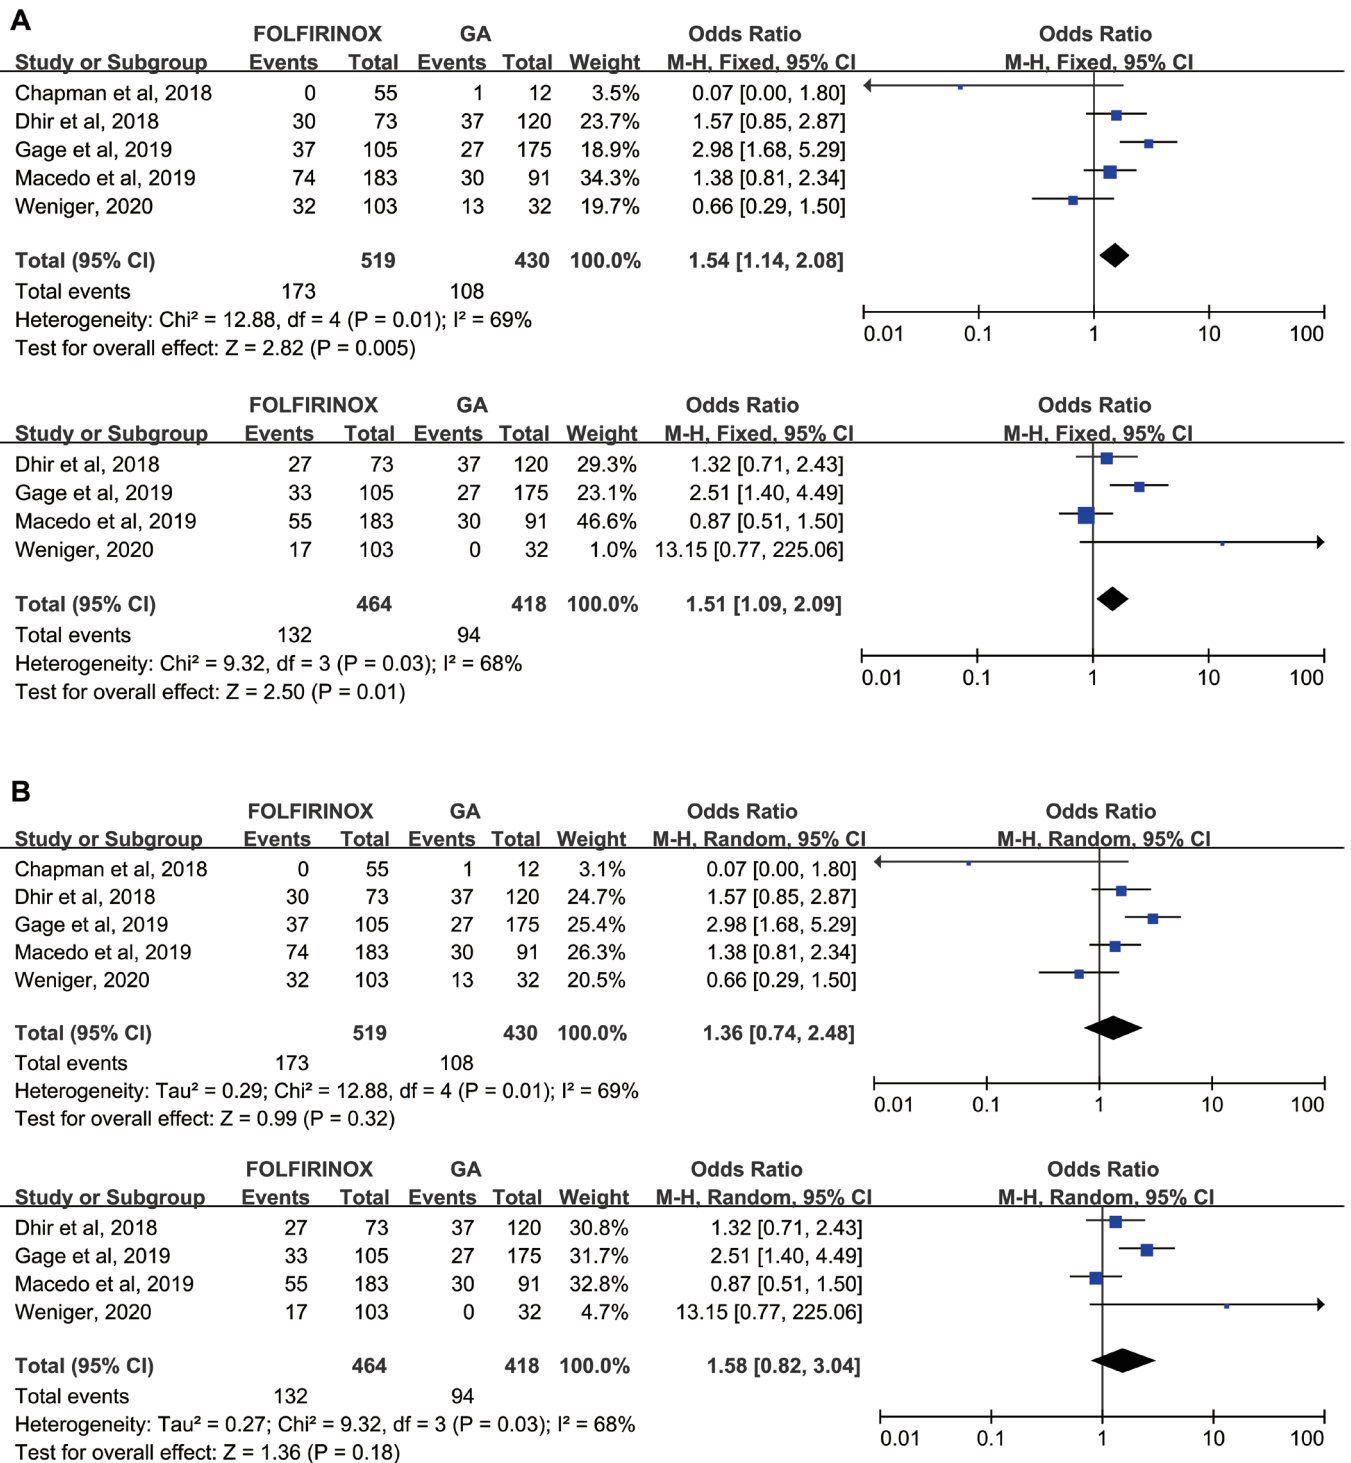 A
FOLFIRINOX GA Odds Ratio Odds Ratio
Study or Subgroup Events Total Events Total Weight M-H, Fixed, 95% CI M-H, Fixed, 95% CI
Chapman et al, 2018 0 55 1 12 3.5% 0.07 [0.00, 1.80]
Dhir et al, 2018 30 73 37 120 23.7% 1.57 [0.85, 2.87]
Gage et al, 2019 37 105 27 175 18.9% 2.98 [1.68, 5.29]
Macedo et al, 2019 74 183 30 91 34.3% 1.38 [0.81, 2.34]
Weniger, 2020 32 103 13 32 19.7% 0.66 [0.29, 1.50]
Total (95% CI) 519 430 100.0% 1.54 [1.14, 2.08]
Total events 173 108
Heterogeneity: Chi² = 12.88, df = 4 (P = 0.01); I² = 69%
Test for overall effect: Z = 2.82 (P = 0.005)
0.01 0.1 1 10 100
FOLFIRINOX GA Odds Ratio Odds Ratio
Study or Subgroup Events Total Events Total Weight M-H, Fixed, 95% CI M-H, Fixed, 95% CI
Dhir et al, 2018 27 73 37 120 29.3% 1.32 [0.71, 2.43]
Gage et al, 2019 33 105 27 175 23.1% 2.51 [1.40, 4.49]
Macedo et al, 2019 55 183 30 91 46.6% 0.87 [0.51, 1.50]
Weniger, 2020 17 103 0 32 1.0% 13.15 [0.77, 225.06]
Total (95% CI) 464 418 100.0% 1.51 [1.09, 2.09]
Total events 132 94
Heterogeneity: Chi² = 9.32, df = 3 (P = 0.03); I² = 68%
Test for overall effect: Z = 2.50 (P = 0.01)
0.01 0.1 1 10 100
B
FOLFIRINOX GA Odds Ratio Odds Ratio
Study or Subgroup Events Total Events Total Weight M-H, Random, 95% CI M-H, Random, 95% CI
Chapman et al, 2018 0 55 1 12 3.1% 0.07 [0.00, 1.80]
Dhir et al, 2018 30 73 37 120 24.7% 1.57 [0.85, 2.87]
Gage et al, 2019 37 105 27 175 25.4% 2.98 [1.68, 5.29]
Macedo et al, 2019 74 183 30 91 26.3% 1.38 [0.81, 2.34]
Weniger, 2020 32 103 13 32 20.5% 0.66 [0.29, 1.50]
Total (95% CI) 519 430 100.0% 1.36 [0.74, 2.48]
Total events 173 108
Heterogeneity: Tau² = 0.29; Chi² = 12.88, df = 4 (P = 0.01); I² = 69%
Test for overall effect: Z = 0.99 (P = 0.32)
0.01 0.1 1 10 100
FOLFIRINOX GA Odds Ratio Odds Ratio
Study or Subgroup Events Total Events Total Weight M-H, Random, 95% CI M-H, Random, 95% CI
Dhir et al, 2018 27 73 37 120 30.8% 1.32 [0.71, 2.43]
Gage et al, 2019 33 105 27 175 31.7% 2.51 [1.40, 4.49]
Macedo et al, 2019 55 183 30 91 32.8% 0.87 [0.51, 1.50]
Weniger, 2020 17 103 0 32 4.7% 13.15 [0.77, 225.06]
Total (95% CI) 464 418 100.0% 1.58 [0.82, 3.04]
Total events 132 94
Heterogeneity: Tau² = 0.27; Chi² = 9.32, df = 3 (P = 0.03); I² = 68%
Test for overall effect: Z = 1.36 (P = 0.18)
0.01 0.1 1 10 100